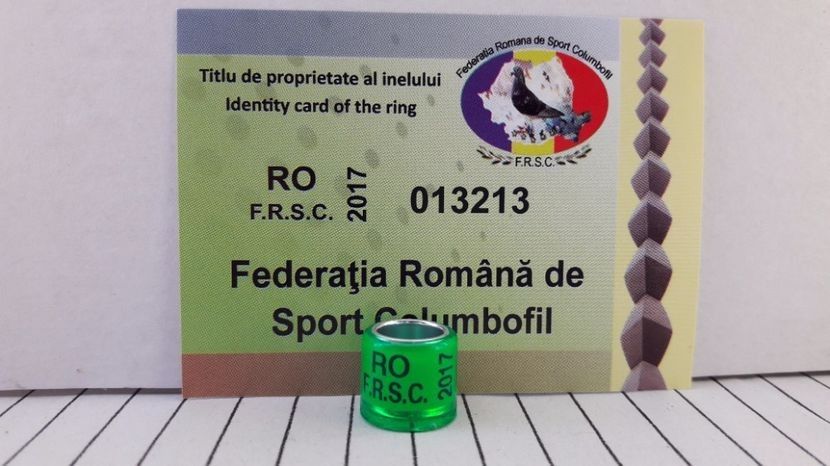 Titlu de proprietate al inelului
Identity card of the ring
Federaţia Romana de Sport Columbofil
F.R.S.C.
RO
F.R.S.C.
2017
013213
Federaţia Română de
Sport Columbofil
RO
F.R.S.C.
2017